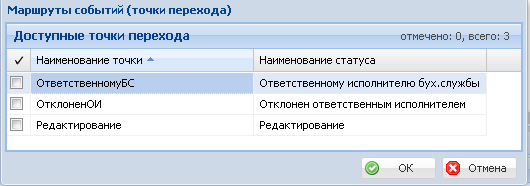 Маршруты событий (точки перехода)
Доступные точки перехода отмечено: 0, всего: 3
Наименование точки Наименование статуса
ОтветственномуБС Ответственному исполнителю бух.службы
ОтклоненОИ Отклонен ответственным исполнителем
Редактирование Редактирование
ОК Отмена